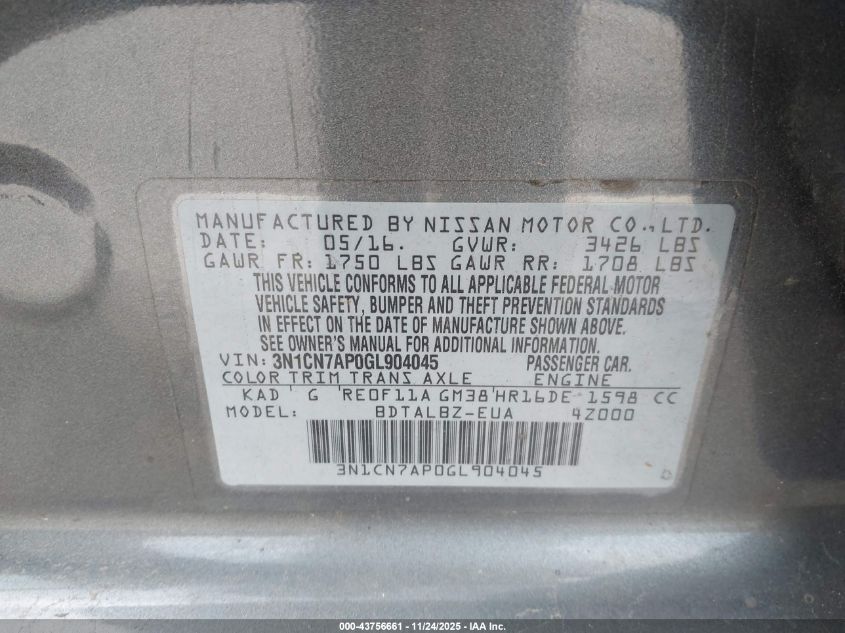 MANUFACTURED BY NISSAN MOTOR CO., LTD.
DATE: 05/16. GVWR: 3426 LBS
GAWR FR: 1750 LBS GAWR RR: 1708 LBS
THIS VEHICLE CONFORMS TO ALL APPLICABLE FEDERAL MOTOR
VEHICLE SAFETY, BUMPER AND THEFT PREVENTION STANDARDS
IN EFFECT ON THE DATE OF MANUFACTURE SHOWN ABOVE.
SEE OWNER'S MANUAL FOR ADDITIONAL INFORMATION.
VIN: 3N1CN7AP0GL904045 PASSENGER CAR.
COLOR TRIM TRANS AXLE ENGINE
KAD G RE0F11A GM38 HR16DE 1598 CC
MODEL: BDTALBZ-EUA 4Z000
3N1CN7AP0GL904045
000-43756661 - 11/24/2025 - IAA Inc.